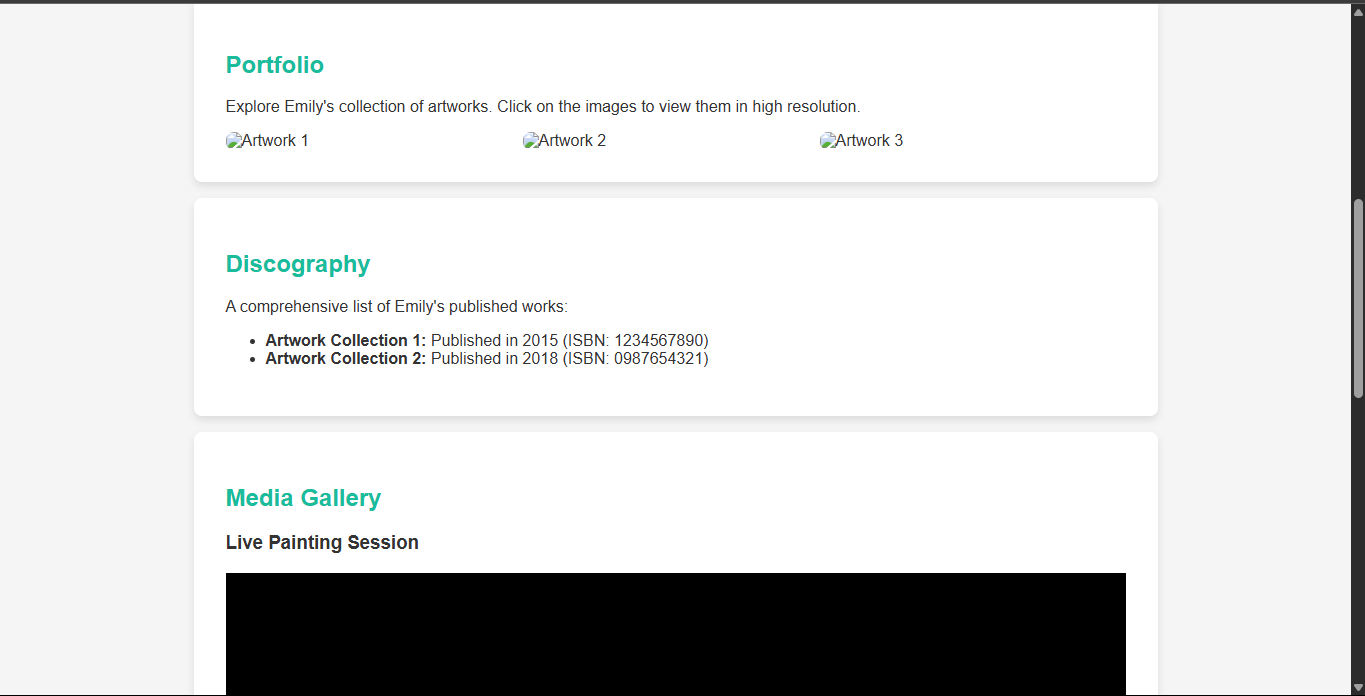 Portfolio
Explore Emily's collection of artworks. Click on the images to view them in high resolution.
Artwork 1 Artwork 2 Artwork 3
Discography
A comprehensive list of Emily's published works:
• Artwork Collection 1: Published in 2015 (ISBN: 1234567890)
• Artwork Collection 2: Published in 2018 (ISBN: 0987654321)
Media Gallery
Live Painting Session